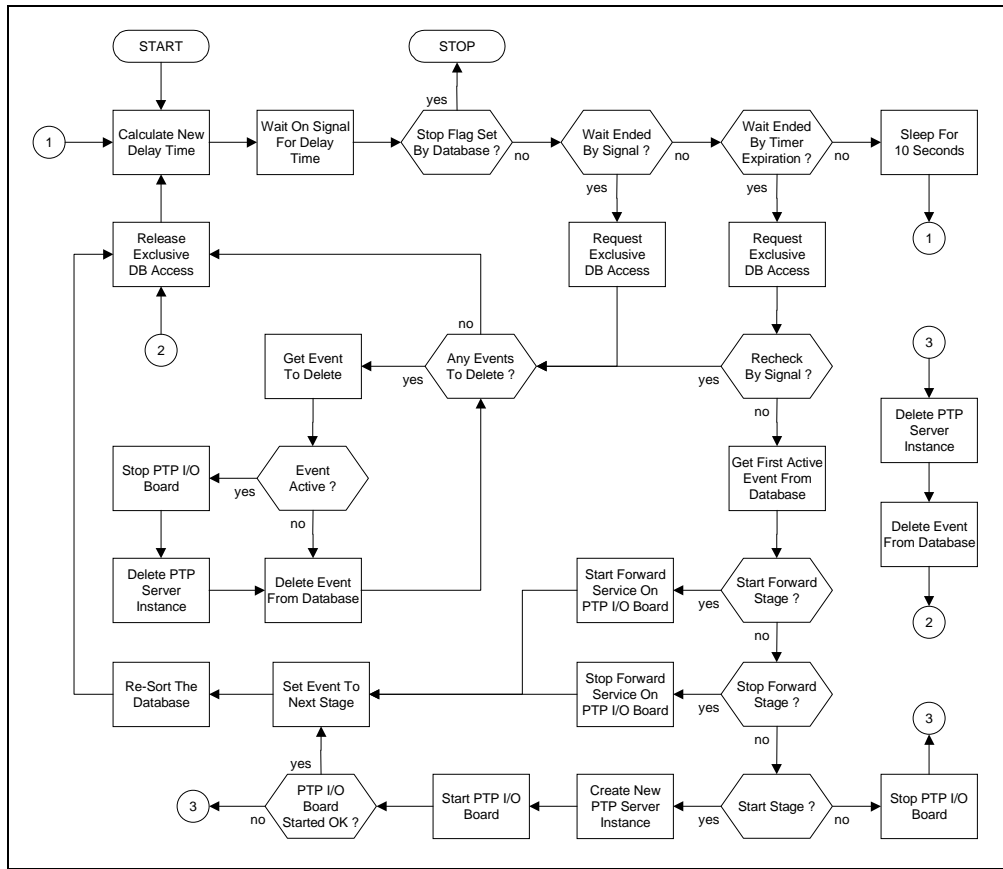 START
STOP
yes
1
Calculate New
Delay Time
Wait On Signal
For Delay
Time
Stop Flag Set
By Database ?
no
Wait Ended
By Signal ?
no
Wait Ended
By Timer
Expiration ?
no
Sleep For
10 Seconds
yes
yes
Release
Exclusive
DB Access
Request
Exclusive
DB Access
Request
Exclusive
DB Access
1
2
no
Get Event
To Delete
yes
Any Events
To Delete ?
yes
Recheck
By Signal ?
3
no
Delete PTP
Server
Instance
Stop PTP I/O
Board
yes
Event
Active ?
Get First Active
Event From
Database
no
Delete Event
From Database
Delete PTP
Server
Instance
Delete Event
From Database
Start Forward
Service On
PTP I/O Board
yes
Start Forward
Stage ?
2
no
Re-Sort The
Database
Set Event To
Next Stage
Stop Forward
Service On
PTP I/O Board
yes
Stop Forward
Stage ?
3
no
yes
3
no
PTP I/O
Board
Started OK ?
Start PTP I/O
Board
Create New
PTP Server
Instance
yes
Start Stage ?
no
Stop PTP I/O
Board